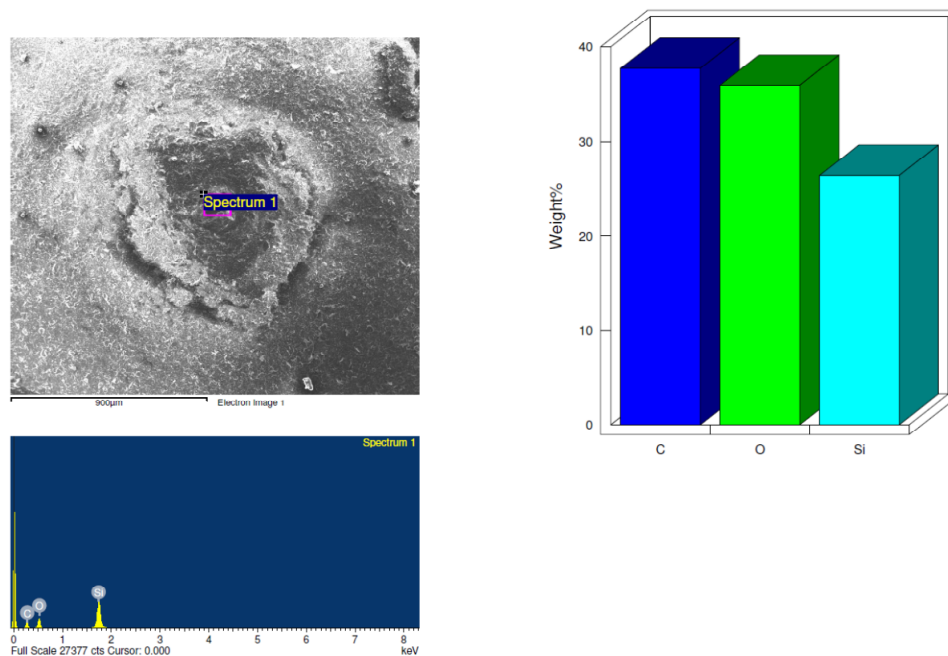 Spectrum 1
900µm
Electron Image 1
Spectrum 1
C
O
Si
0 1 2 3 4 5 6 7 8
Full Scale 27377 cts Cursor: 0.000
keV
40
30
20
10
0
Weight%
C
O
Si